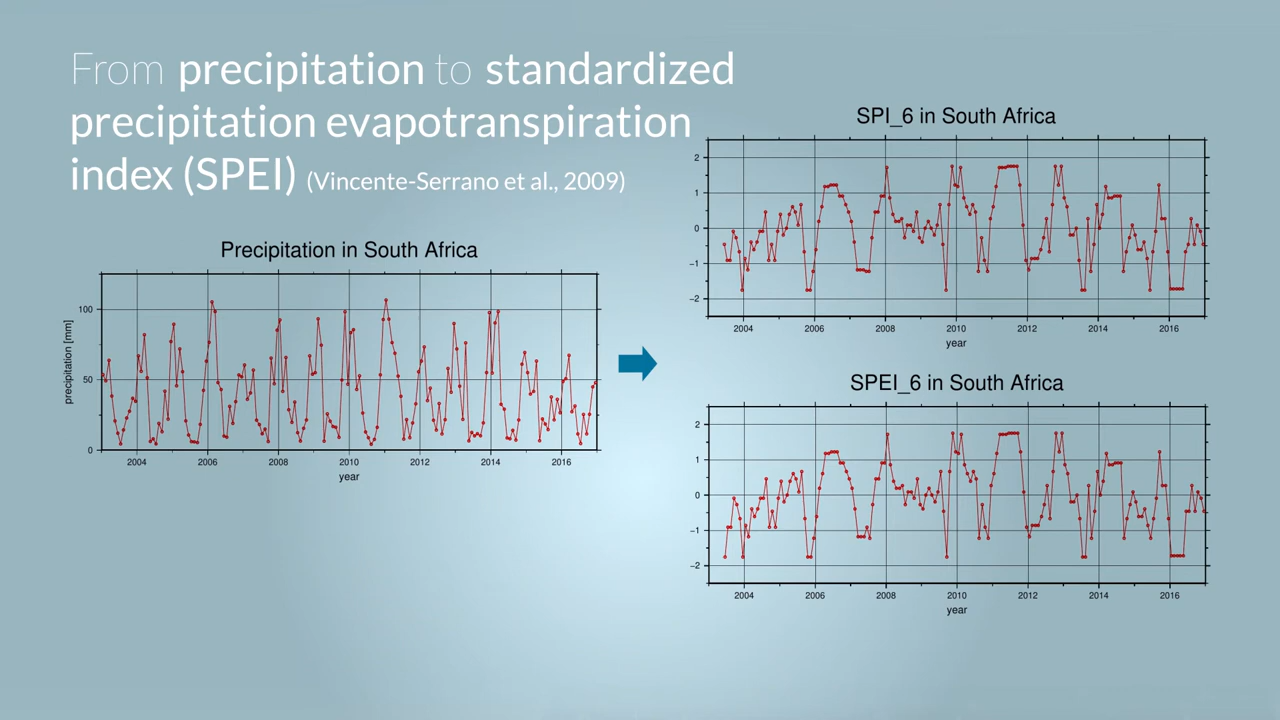 From precipitation to standardized
precipitation evapotranspiration
index (SPEI) (Vincente-Serrano et al., 2009)
Precipitation in South Africa
precipitation [mm]
100
50
0
2004 2006 2008 2010 2012 2014 2016
year
SPI_6 in South Africa
2
1
0
−1
−2
2004 2006 2008 2010 2012 2014 2016
year
SPEI_6 in South Africa
2
1
0
−1
−2
2004 2006 2008 2010 2012 2014 2016
year